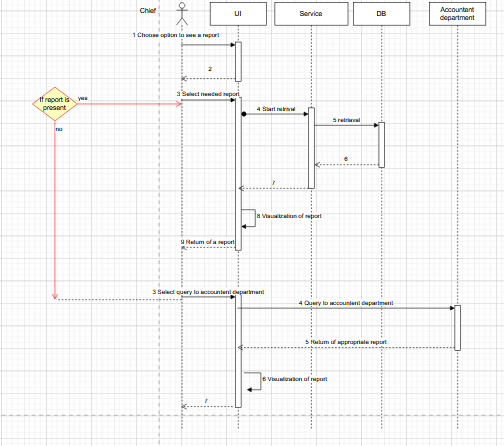 Chief
UI
Service
DB
Accountent
department
1 Choose option to see a report
2
3 Select needed report
If report is
present
yes
no
4 Start retrival
5 retriaval
6
7
8 Visualization of report
9 Return of a report
3 Select query to accountent department
4 Query to accountent department
5 Return of appropriate report
6 Visualization of report
7